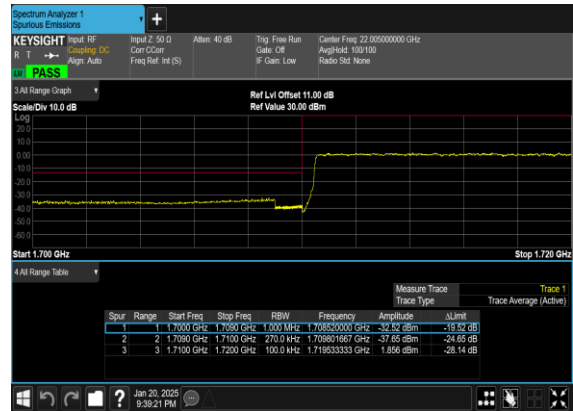 Spectrum Analyzer 1
Spurious Emissions
KEYSIGHT
R T
LW PASS
Input: RF
Coupling: DC
Align: Auto
Input Z: 50 Ω
Corr CCorr
Freq Ref: Int (S)
Atten: 40 dB
Trig: Free Run
Gate: Off
IF Gain: Low
Center Freq: 22.005000000 GHz
Avg|Hold: 100/100
Radio Std: None
3 All Range Graph
Scale/Div 10.0 dB
Ref Lvl Offset 11.00 dB
Ref Value 30.00 dBm
Log
20.0
10.0
0.00
-10.0
-20.0
-30.0
-40.0
-50.0
-60.0
Start 1.700 GHz
Stop 1.720 GHz
4 All Range Table
Measure Trace Trace 1
Trace Type Trace Average (Active)
Spur Range Start Freq Stop Freq RBW Frequency Amplitude ΔLimit
1 1 1.7000 GHz 1.7090 GHz 1.000 MHz 1.708520000 GHz -32.52 dBm -19.52 dB
2 2 1.7090 GHz 1.7100 GHz 270.0 kHz 1.709801667 GHz -37.65 dBm -24.65 dB
3 3 1.7100 GHz 1.7200 GHz 100.0 kHz 1.719533333 GHz 1.856 dBm -28.14 dB
?
Jan 20, 2025
9:39:21 PM